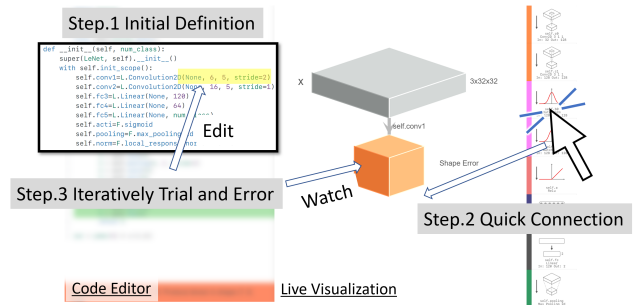 Step.1 Initial Definition
def __init__(self, num_class):
super(LeNet, self).__init__()
with self.init_scope():
self.conv1=L.Convolution2D(None, 6, 5, stride=2)
self.conv2=L.Convolution2D(None, 16, 5, stride=1)
self.fc3=L.Linear(None, 120)
self.fc4=L.Linear(None, 64)
self.fc5=L.Linear(None, num
self.acti=F.sigmoid
self.pooling=F.max_pooling
self.norm=F.local_respon
Edit
X
3x32x32
self.conv1
Shape Error
Step.3 Iteratively Trial and Error
Watch
Step.2 Quick Connection
Code Editor
Live Visualization